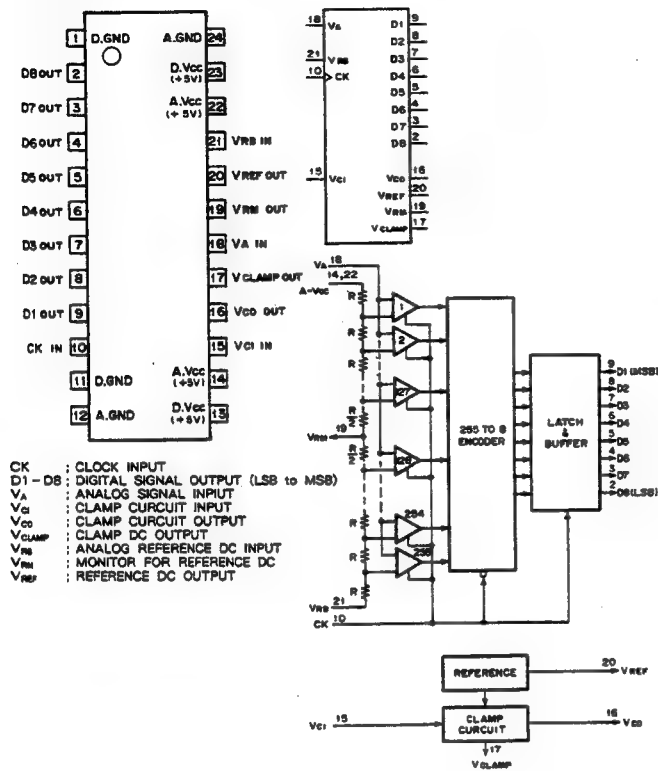 1 D.GND
A.GND 24
D8 OUT 2
D.Vcc (+5V) 23
D7 OUT 3
A.Vcc (+5V) 22
D6 OUT 4
21 VRB IN
D5 OUT 5
20 VREF OUT
D4 OUT 6
19 VRM OUT
D3 OUT 7
18 VA IN
D2 OUT 8
17 VCLAMP OUT
D1 OUT 9
16 VCO OUT
CK IN 10
15 VCI IN
11 D.GND
A.Vcc (+5V) 14
12 A.GND
D.Vcc (+5V) 13
18 VA
21 VRB
10 CK
15 VCI
D1 9
D2 8
D3 7
D4 6
D5 5
D6 4
D7 3
D8 2
VCO 16
VREF 20
VRM 19
VCLAMP 17
CK : CLOCK INPUT
D1-D8 : DIGITAL SIGNAL OUTPUT (LSB to MSB)
VA : ANALOG SIGNAL INPUT
VCI : CLAMP CURCUIT INPUT
VCO : CLAMP CURCUIT OUTPUT
VCLAMP : CLAMP DC OUTPUT
VRB : ANALOG REFERENCE DC INPUT
VRM : MONITOR FOR REFERENCE DC
VREF : REFERENCE DC OUTPUT
VA 18
14,22
A-Vcc
R
1
R
2
R
127
R/2
VRM 19
R/2
128
R
254
R
255
R
VRB 21
CK 10
255 TO 8
ENCODER
LATCH
&
BUFFER
9 D1(MSB)
8 D2
7 D3
6 D4
5 D5
4 D6
3 D7
2 D8(LSB)
REFERENCE
20 VREF
VCI 15
CLAMP
CURCUIT
16 VCO
17
VCLAMP